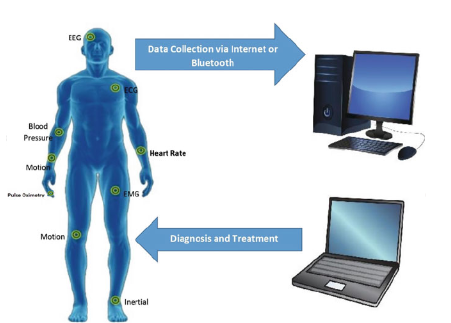 EEG
Data Collection via Internet or
Bluetooth
ECG
Blood
Pressure
Heart Rate
Motion
Pulse Oximetry
EMG
Motion
Diagnosis and Treatment
Inertial